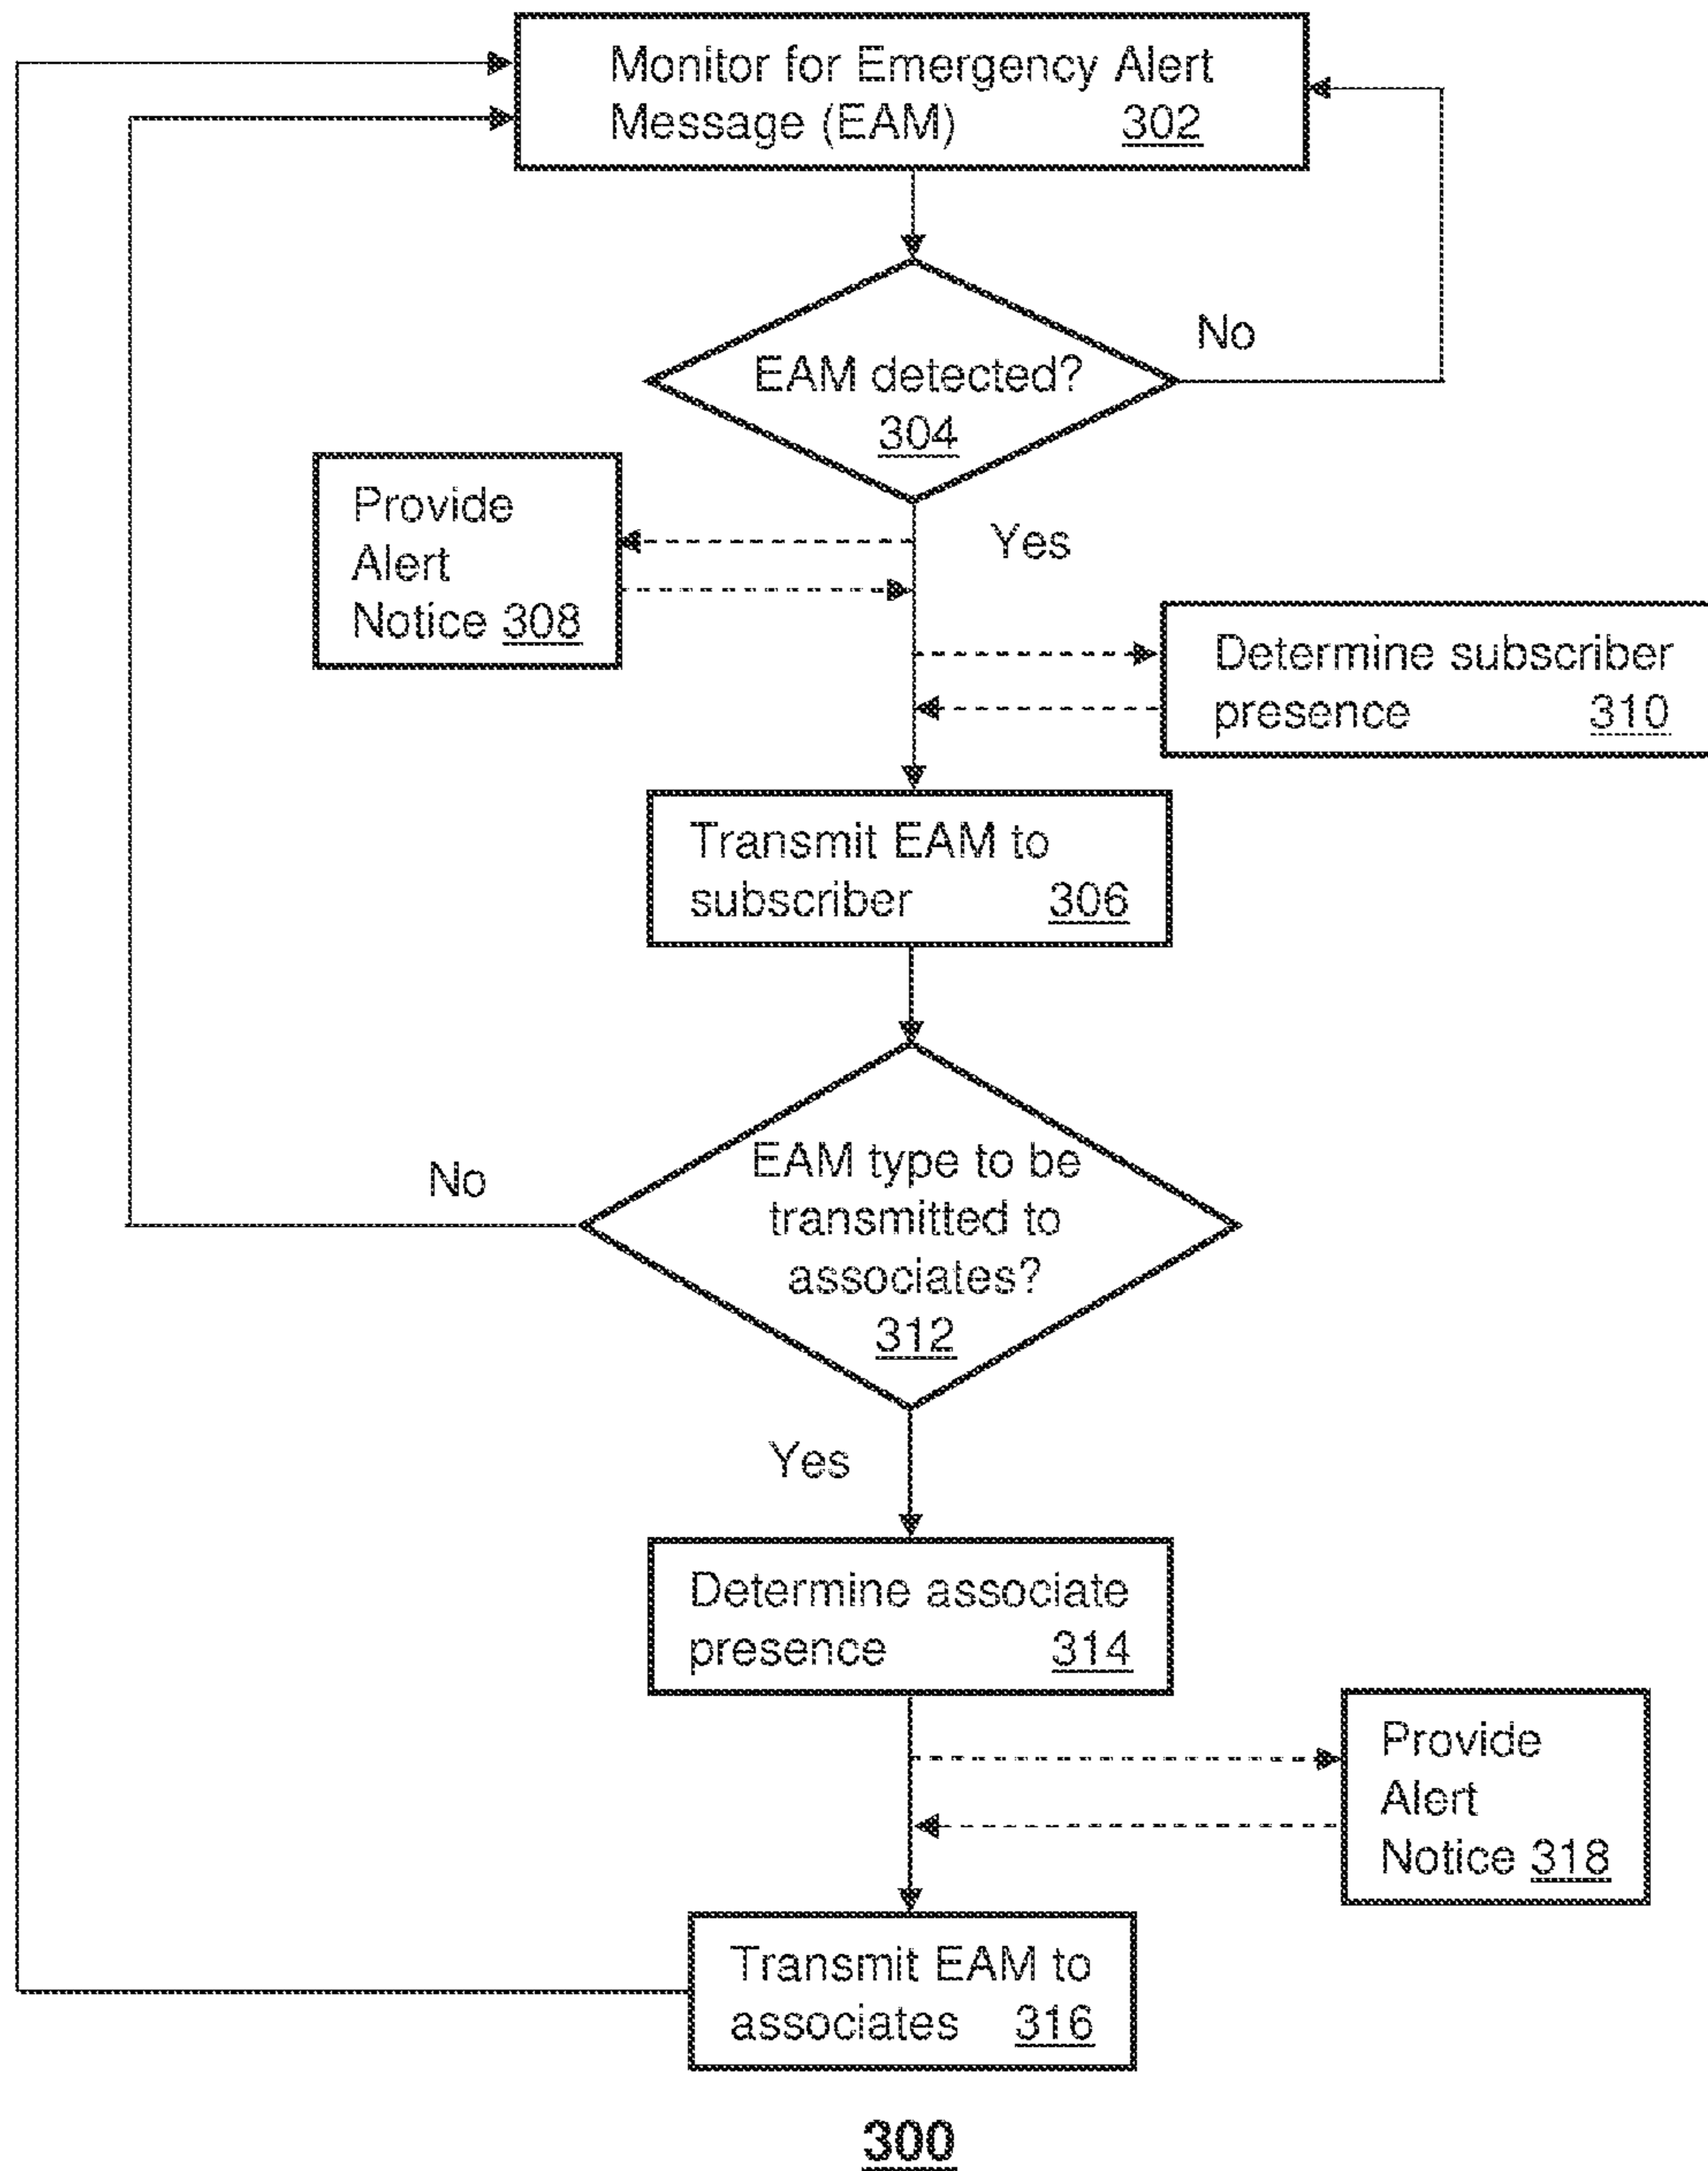 Monitor for Emergency Alert
Message (EAM) 302
EAM detected?
304
No
Yes
Provide
Alert
Notice 308
Determine subscriber
presence 310
Transmit EAM to
subscriber 306
EAM type to be
transmitted to
associates?
312
No
Yes
Determine associate
presence 314
Provide
Alert
Notice 318
Transmit EAM to
associates 316
300